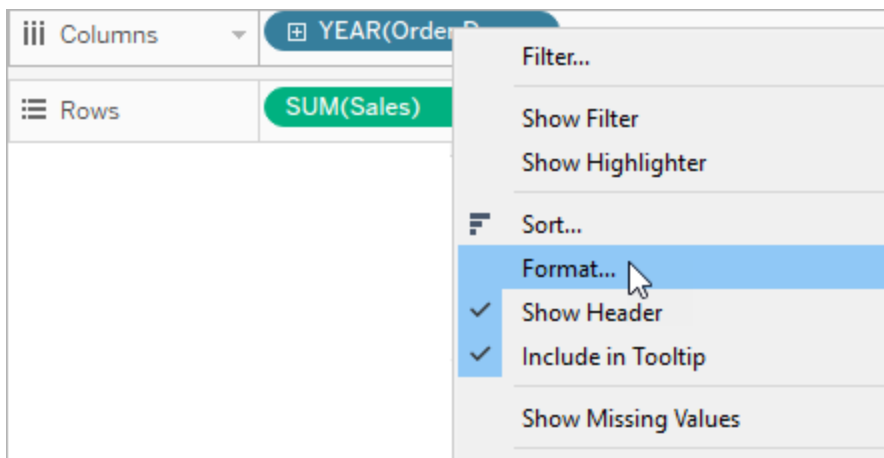 Columns
YEAR(Order
Rows
SUM(Sales)
Filter...
Show Filter
Show Highlighter
Sort...
Format...
Show Header
Include in Tooltip
Show Missing Values